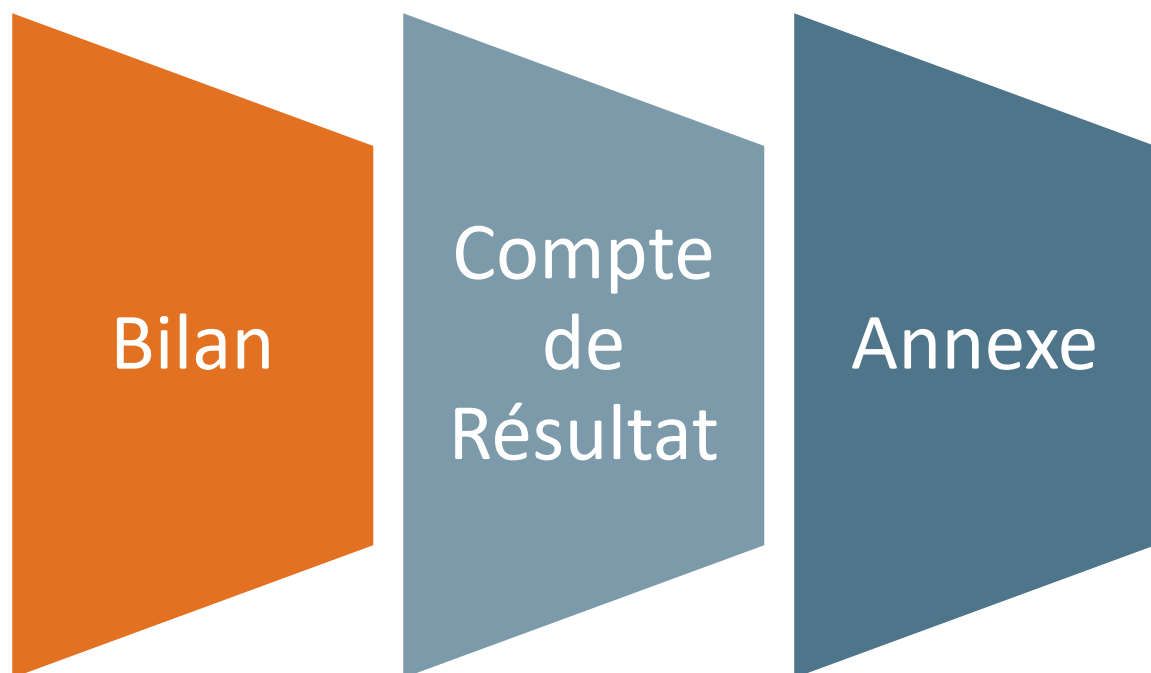 Bilan
Compte
de
Résultat
Annexe